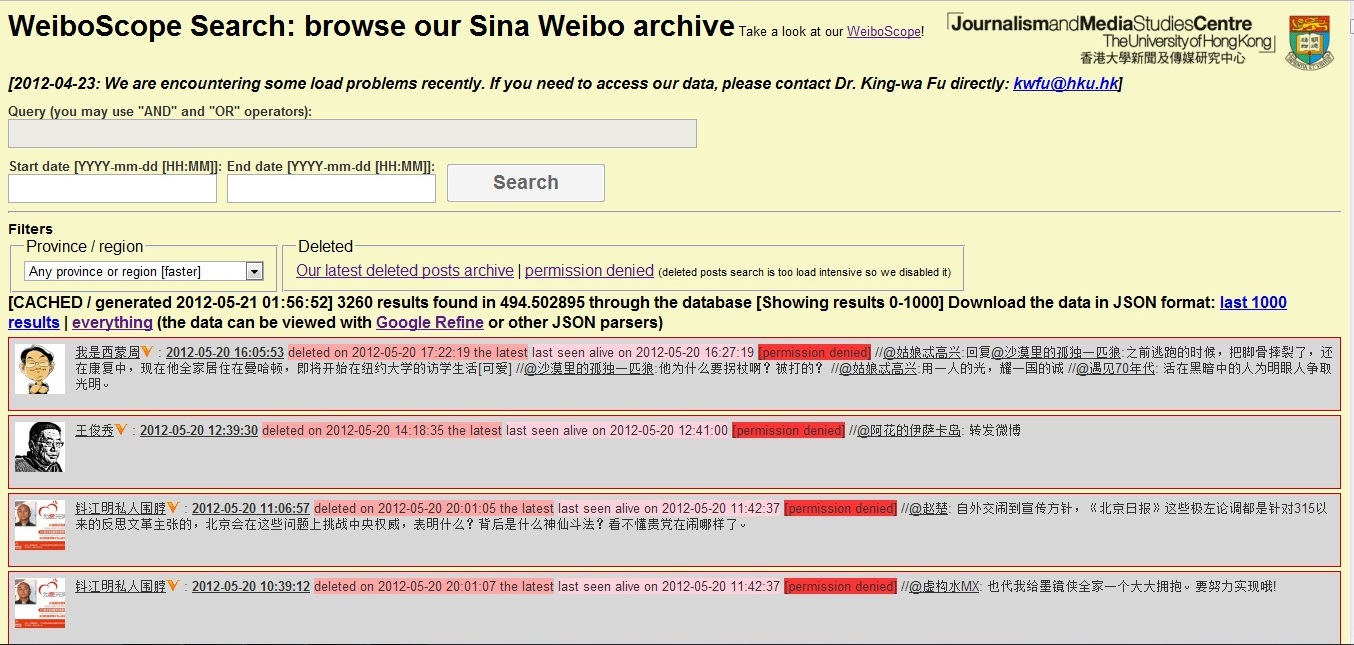 WeiboScope Search: browse our Sina Weibo archive Take a look at our WeiboScope!
JournalismandMediaStudiesCentre
TheUniversityofHongKong
香港大學新聞及傳媒研究中心
[2012-04-23: We are encountering some load problems recently. If you need to access our data, please contact Dr. King-wa Fu directly: kwfu@hku.hk]
Query (you may use "AND" and "OR" operators):
Start date [YYYY-mm-dd [HH:MM]]: End date [YYYY-mm-dd [HH:MM]]:
Search
Filters
Province / region
Deleted
Any province or region [faster]
Our latest deleted posts archive | permission denied (deleted posts search is too load intensive so we disabled it)
[CACHED / generated 2012-05-21 01:56:52] 3260 results found in 494.502895 through the database [Showing results 0-1000] Download the data in JSON format: last 1000
results | everything (the data can be viewed with Google Refine or other JSON parsers)
我是西蒙周 : 2012-05-20 16:05:53 deleted on 2012-05-20 17:22:19 the latest last seen alive on 2012-05-20 16:27:19 [permission denied] //@姑娘忒高兴:回复@沙漠里的孤独一匹狼:之前逃跑的时候，把脚骨摔裂了，还
在康复中，现在他全家居住在曼哈顿，即将开始在纽约大学的访学生活[可爱] //@沙漠里的孤独一匹狼:他为什么要拐杖啊？被打的？ //@姑娘忒高兴:用一人的光，耀一国的诚 //@遇见70年代: 活在黑暗中的人为明眼人争取
光明。
王俊秀 : 2012-05-20 12:39:30 deleted on 2012-05-20 14:18:35 the latest last seen alive on 2012-05-20 12:41:00 [permission denied] //@阿花的伊萨卡岛: 转发微博
江明私人围脖 : 2012-05-20 11:06:57 deleted on 2012-05-20 20:01:05 the latest last seen alive on 2012-05-20 11:42:37 [permission denied] //@赵楚: 自外交闹到宣传方针，《北京日报》这些极左论调都是针对315以
来的反思文革主张的，北京会在这些问题上挑战中央权威，表明什么？背后是什么神仙斗法？看不懂贵党在闹哪样了。
江明私人围脖 : 2012-05-20 10:39:12 deleted on 2012-05-20 20:01:07 the latest last seen alive on 2012-05-20 11:42:37 [permission denied] //@虚构水MX: 也代我给墨镜侠全家一个大大拥抱。要努力实现哦!